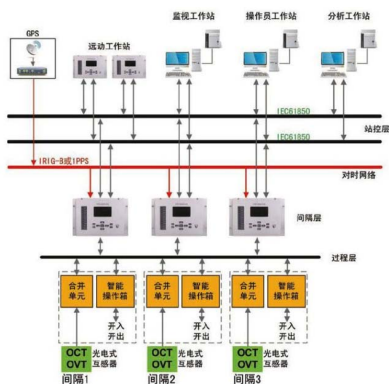 GPS
监视工作站
操作员工作站
分析工作站
远动工作站
IEC61850
站控层
IEC61850
IRIG-B或1PPS
对时网络
间隔层
过程层
合并
单元
智能
操作箱
合并
单元
智能
操作箱
合并
单元
智能
操作箱
开入
开出
开入
开出
开入
开出
OCT
OVT
光电式
互感器
OCT
OVT
光电式
互感器
OCT
OVT
光电式
互感器
间隔1
间隔2
间隔3